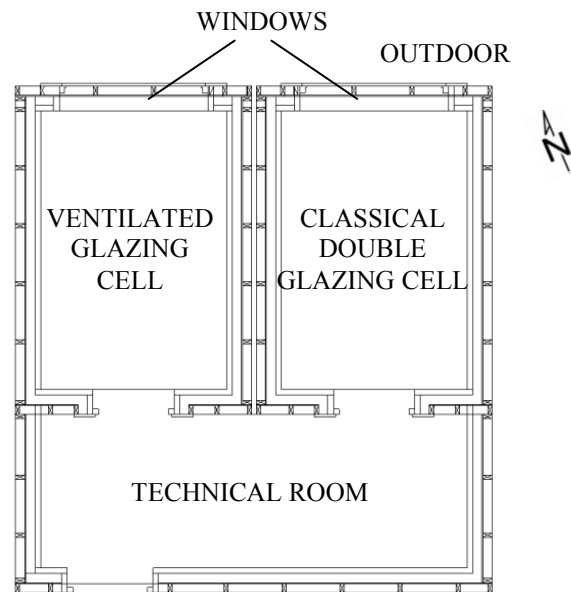 WINDOWS
OUTDOOR
N
VENTILATED
GLAZING
CELL
CLASSICAL
DOUBLE
GLAZING CELL
TECHNICAL ROOM